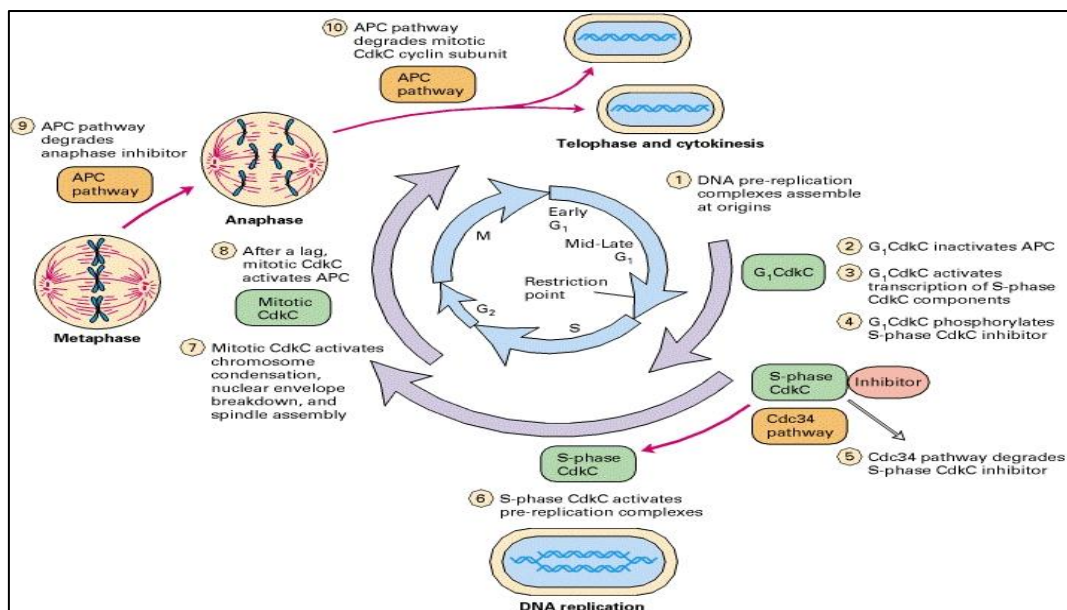 10 APC pathway
degrades mitotic
CdkC cyclin subunit
APC
pathway
Telophase and cytokinesis
9 APC pathway
degrades
anaphase inhibitor
APC
pathway
Anaphase
Metaphase
1 DNA pre-replication
complexes assemble
at origins
Early
G₁
Mid-Late
G₁
Restriction
point
S
G₂
M
G₁CdkC
2 G₁CdkC inactivates APC
3 G₁CdkC activates
transcription of S-phase
CdkC components
4 G₁CdkC phosphorylates
S-phase CdkC inhibitor
8 After a lag,
mitotic CdkC
activates APC
Mitotic
CdkC
7 Mitotic CdkC activates
chromosome
condensation,
nuclear envelope
breakdown, and
spindle assembly
S-phase
CdkC
Inhibitor
Cdc34
pathway
5 Cdc34 pathway degrades
S-phase CdkC inhibitor
S-phase
CdkC
6 S-phase CdkC activates
pre-replication complexes
DNA replication